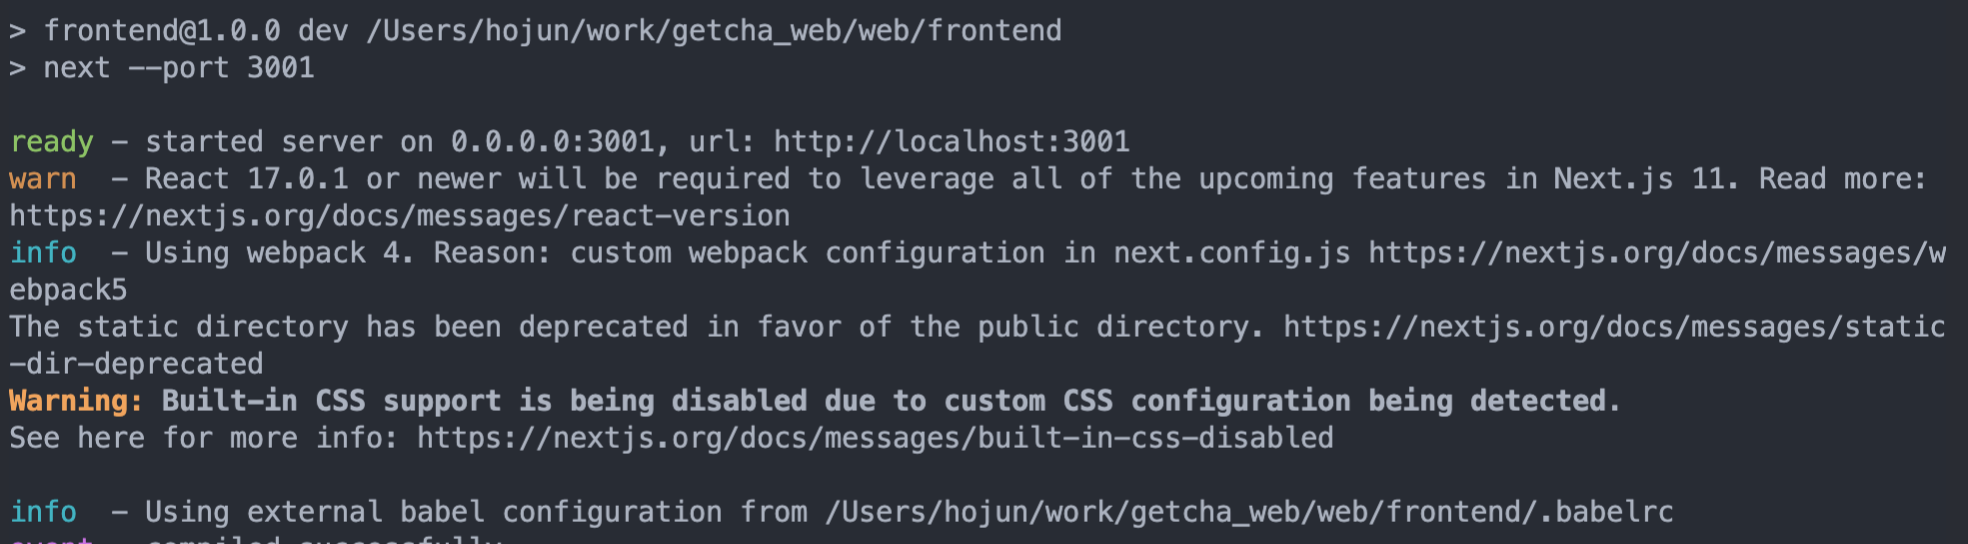 > frontend@1.0.0 dev /Users/hojun/work/getcha_web/web/frontend
> next --port 3001
ready - started server on 0.0.0.0:3001, url: http://localhost:3001
warn  - React 17.0.1 or newer will be required to leverage all of the upcoming features in Next.js 11. Read more:
https://nextjs.org/docs/messages/react-version
info  - Using webpack 4. Reason: custom webpack configuration in next.config.js https://nextjs.org/docs/messages/w
ebpack5
The static directory has been deprecated in favor of the public directory. https://nextjs.org/docs/messages/static
-dir-deprecated
Warning: Built-in CSS support is being disabled due to custom CSS configuration being detected.
See here for more info: https://nextjs.org/docs/messages/built-in-css-disabled
info  - Using external babel configuration from /Users/hojun/work/getcha_web/web/frontend/.babelrc
event - compiled successfully